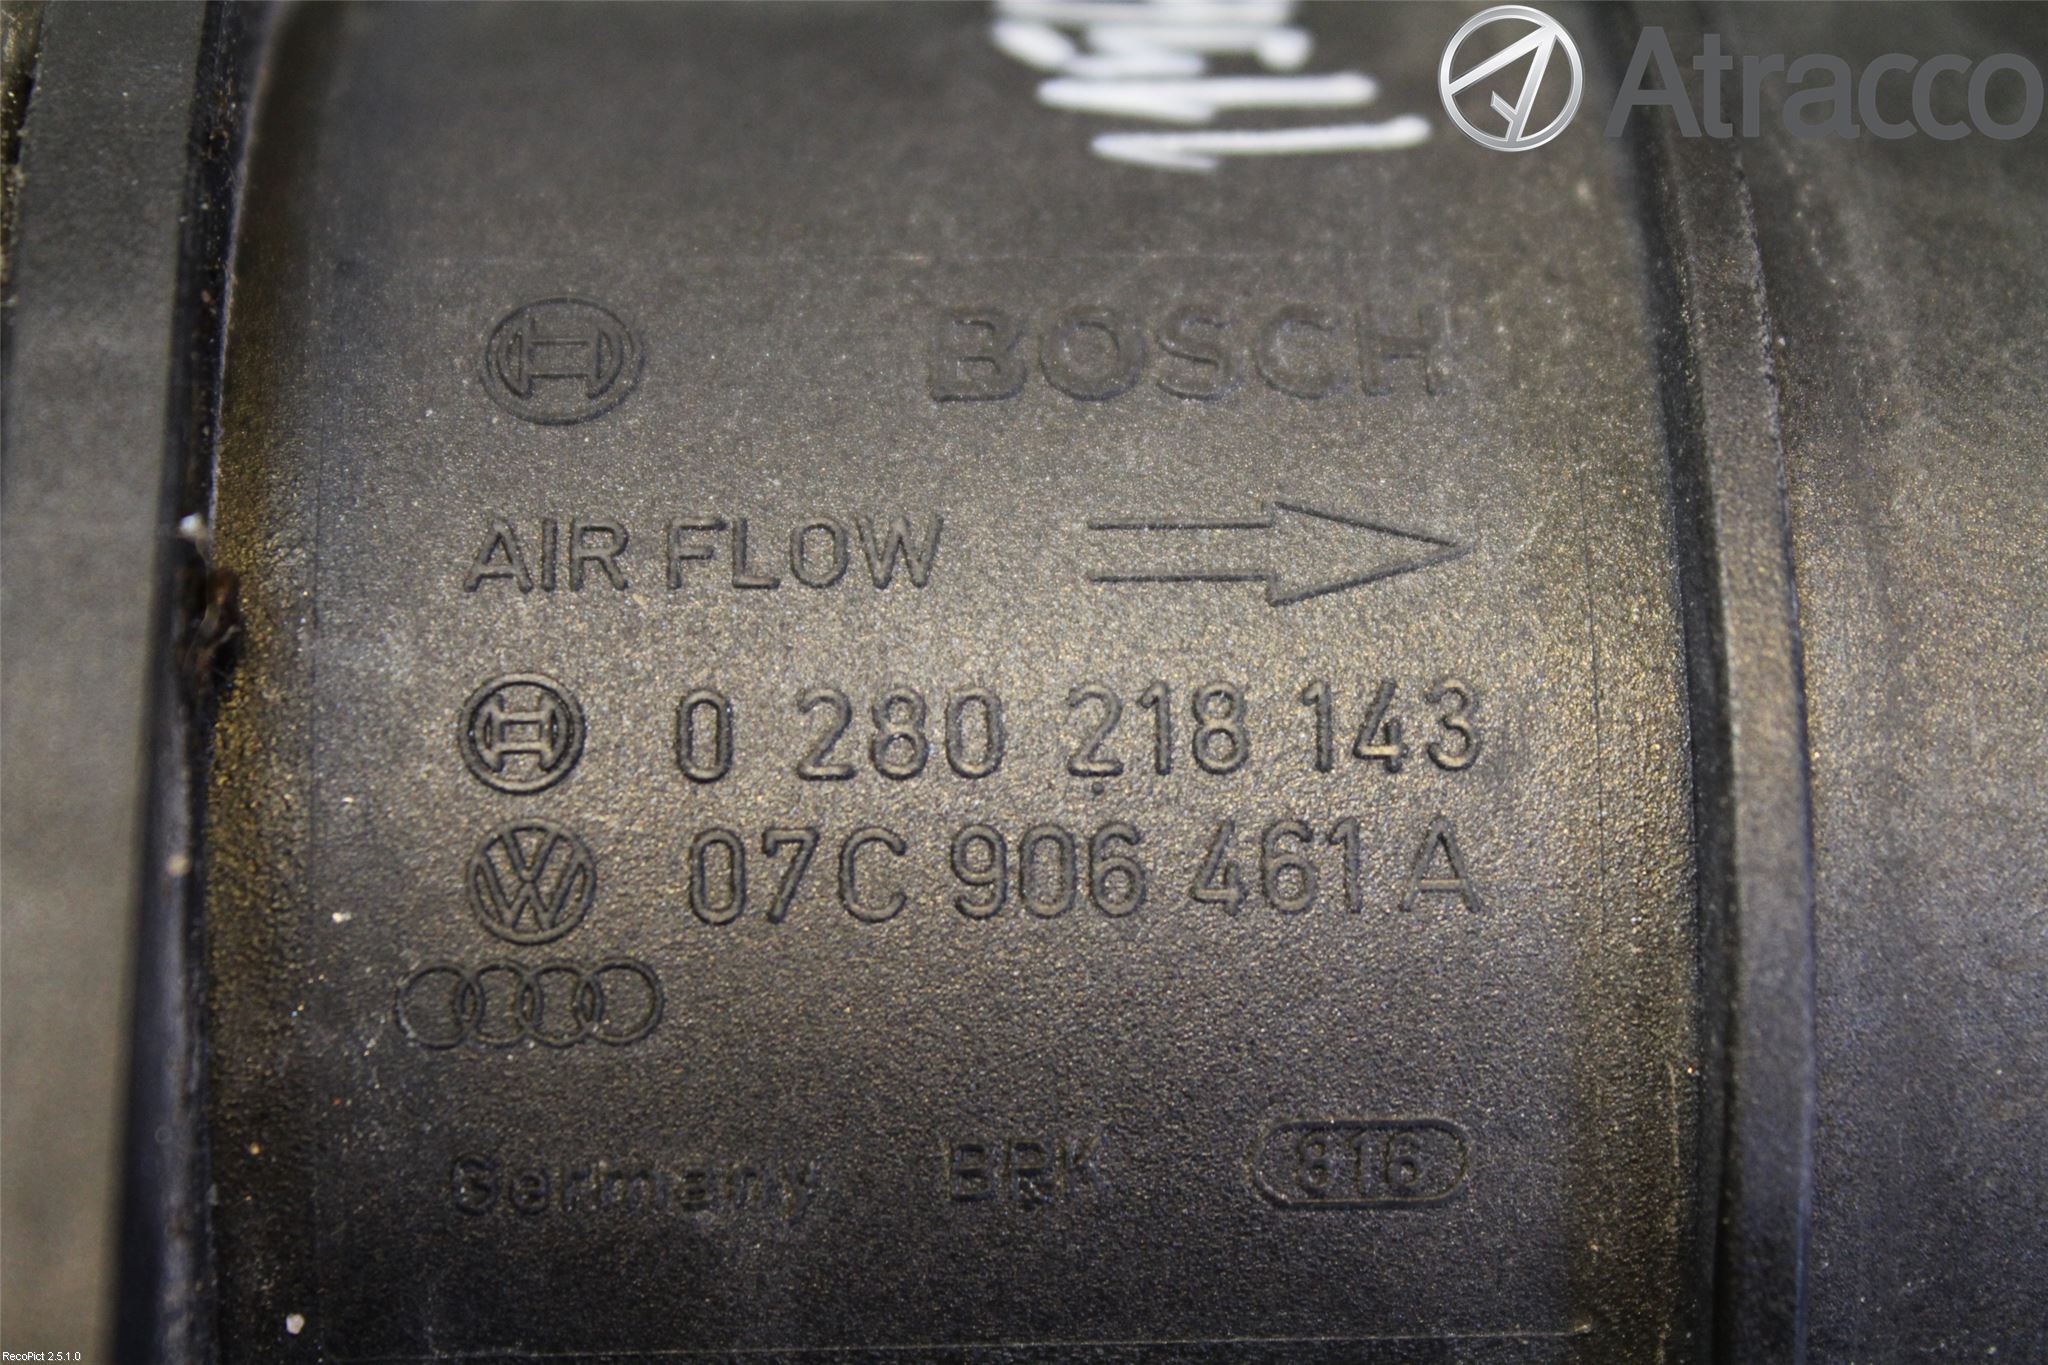 Atracco
BOSCH
AIR FLOW
0 280 218 143
07C 906 461 A
Germany BRK 816
RecoPict 2.5.1.0